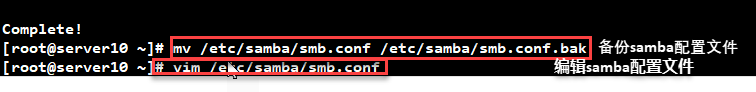 Complete!
[root@server10 ~]# mv /etc/samba/smb.conf /etc/samba/smb.conf.bak 备份samba配置文件
[root@server10 ~]# vim /etc/samba/smb.conf 编辑samba配置文件